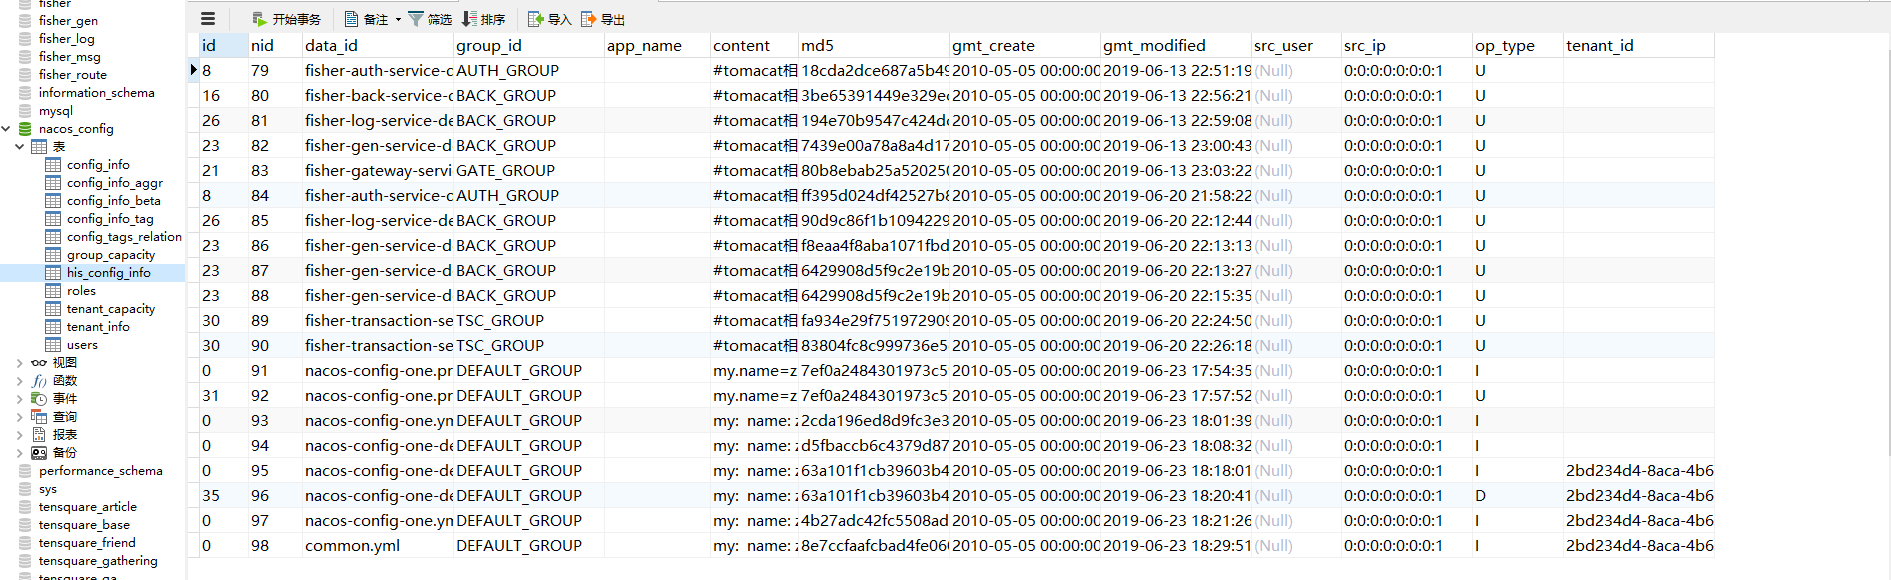 fisher
fisher_gen
fisher_log
fisher_msg
fisher_route
information_schema
mysql
nacos_config
表
config_info
config_info_aggr
config_info_beta
config_info_tag
config_tags_relation
group_capacity
his_config_info
roles
tenant_capacity
tenant_info
users
视图
函数
事件
查询
报表
备份
performance_schema
sys
tensquare_article
tensquare_base
tensquare_friend
tensquare_gathering
开始事务 备注 筛选 排序 导入 导出
id nid data_id group_id app_name content md5 gmt_create gmt_modified src_user src_ip op_type tenant_id
8 79 fisher-auth-service-c AUTH_GROUP #tomacat相 18cda2dce687a5b49 2010-05-05 00:00:00 2019-06-13 22:51:19 (Null) 0:0:0:0:0:0:0:1 U
16 80 fisher-back-service-c BACK_GROUP #tomacat相 3be65391449e329ec 2010-05-05 00:00:00 2019-06-13 22:56:21 (Null) 0:0:0:0:0:0:0:1 U
26 81 fisher-log-service-de BACK_GROUP #tomacat相 194e70b9547c424dc 2010-05-05 00:00:00 2019-06-13 22:59:08 (Null) 0:0:0:0:0:0:0:1 U
23 82 fisher-gen-service-d BACK_GROUP #tomacat相 7439e00a78a8a4d17 2010-05-05 00:00:00 2019-06-13 23:00:43 (Null) 0:0:0:0:0:0:0:1 U
21 83 fisher-gateway-servi GATE_GROUP #tomacat相 80b8ebab25a520250 2010-05-05 00:00:00 2019-06-13 23:03:22 (Null) 0:0:0:0:0:0:0:1 U
8 84 fisher-auth-service-c AUTH_GROUP #tomacat相 ff395d024df42527b8 2010-05-05 00:00:00 2019-06-20 21:58:22 (Null) 0:0:0:0:0:0:0:1 U
26 85 fisher-log-service-de BACK_GROUP #tomacat相 90d9c86f1b1094229 2010-05-05 00:00:00 2019-06-20 22:12:44 (Null) 0:0:0:0:0:0:0:1 U
23 86 fisher-gen-service-d BACK_GROUP #tomacat相 f8eaa4f8aba1071fbd 2010-05-05 00:00:00 2019-06-20 22:13:13 (Null) 0:0:0:0:0:0:0:1 U
23 87 fisher-gen-service-d BACK_GROUP #tomacat相 6429908d5f9c2e19b 2010-05-05 00:00:00 2019-06-20 22:13:27 (Null) 0:0:0:0:0:0:0:1 U
23 88 fisher-gen-service-d BACK_GROUP #tomacat相 6429908d5f9c2e19b 2010-05-05 00:00:00 2019-06-20 22:15:35 (Null) 0:0:0:0:0:0:0:1 U
30 89 fisher-transaction-se TSC_GROUP #tomacat相 fa934e29f751972909 2010-05-05 00:00:00 2019-06-20 22:24:50 (Null) 0:0:0:0:0:0:0:1 U
30 90 fisher-transaction-se TSC_GROUP #tomacat相 83804fc8c999736e5 2010-05-05 00:00:00 2019-06-20 22:26:18 (Null) 0:0:0:0:0:0:0:1 U
0 91 nacos-config-one.pr DEFAULT_GROUP my.name=z 7ef0a2484301973c5 2010-05-05 00:00:00 2019-06-23 17:54:35 (Null) 0:0:0:0:0:0:0:1 I
31 92 nacos-config-one.pr DEFAULT_GROUP my.name=z 7ef0a2484301973c5 2010-05-05 00:00:00 2019-06-23 17:57:52 (Null) 0:0:0:0:0:0:0:1 U
0 93 nacos-config-one.yn DEFAULT_GROUP my: name: z 2cda196ed8d9fc3e3 2010-05-05 00:00:00 2019-06-23 18:01:39 (Null) 0:0:0:0:0:0:0:1 I
0 94 nacos-config-one-de DEFAULT_GROUP my: name: z d5fbaccb6c4379d87 2010-05-05 00:00:00 2019-06-23 18:08:32 (Null) 0:0:0:0:0:0:0:1 I
0 95 nacos-config-one-de DEFAULT_GROUP my: name: z 63a101f1cb39603b4 2010-05-05 00:00:00 2019-06-23 18:18:01 (Null) 0:0:0:0:0:0:0:1 I 2bd234d4-8aca-4b6
35 96 nacos-config-one-de DEFAULT_GROUP my: name: z 63a101f1cb39603b4 2010-05-05 00:00:00 2019-06-23 18:20:41 (Null) 0:0:0:0:0:0:0:1 D 2bd234d4-8aca-4b6
0 97 nacos-config-one.yn DEFAULT_GROUP my: name: z 4b27adc42fc5508ad 2010-05-05 00:00:00 2019-06-23 18:21:26 (Null) 0:0:0:0:0:0:0:1 I 2bd234d4-8aca-4b6
0 98 common.yml DEFAULT_GROUP my: name: z 8e7ccfaafcbad4fe06 2010-05-05 00:00:00 2019-06-23 18:29:51 (Null) 0:0:0:0:0:0:0:1 I 2bd234d4-8aca-4b6